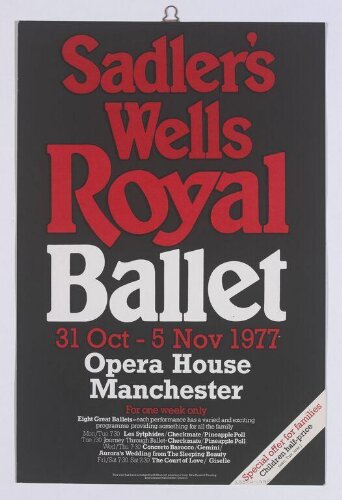 Sadler's
Wells
Royal
Ballet
31 Oct - 5 Nov 1977
Opera House
Manchester
For one week only
Eight Great Ballets—each performance has a varied and exciting
programme providing something for all the family
Mon/Tue 7.30 Les Sylphides/Checkmate/Pineapple Poll
Tue 2.30 Journey Through Ballet-Checkmate/Pineapple Poll
Wed/Thu 7.30 Concerto Barocco/Captain!
Aurora's Wedding from The Sleeping Beauty
Fri/Sat 7.30 Sat 2.30 The Court of Love/Giselle
Special offer for families
Children half-price